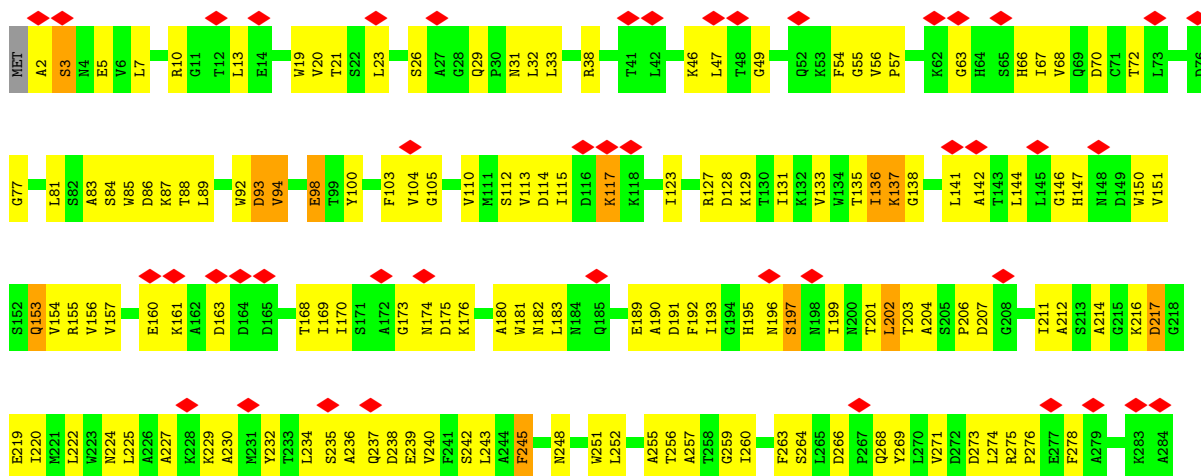 MET A2 S3 N4 E5 V6 L7 R10 G11 T12 L13 E14 W19 V20 T21 S22 L23 S26 A27 G28 Q29 P30 N31 L32 L33 R38 T41 L42 K46 L47 T48 G49 Q52 K53 F54 G55 V56 P57 K62 G63 H64 S65 H66 I67 V68 Q69 D70 C71 T72 L73 D76
G77 L81 S82 A83 S84 W85 D86 K87 T88 L89 W92 D93 V94 E98 T99 Y100 F103 V104 G105 V110 M111 S112 V113 D114 I115 D116 K117 K118 I123 R127 D128 K129 T130 I131 K132 V133 W134 T135 I136 K137 G138 L141 A142 T143 L144 L145 G146 H147 N148 D149 W150 V151
S152 Q153 V154 R155 V156 V157 E160 K161 A162 D163 D164 D165 T168 I169 I170 S171 A172 G173 N174 D175 K176 A180 W181 N182 L183 N184 Q185 E189 A190 D191 F192 I193 G194 H195 N196 S197 N198 I199 N200 T201 L202 T203 A204 S205 P206 D207 G208 I211 A212 S213 A214 G215 K216 D217 G218
E219 I220 M221 L222 W223 N224 L225 A226 A227 K228 K229 A230 M231 Y232 T233 L234 S235 A236 Q237 D238 E239 V240 F241 S242 L243 A244 F245 N248 W251 L252 A255 T256 A257 T258 G259 I260 F263 S264 L265 D266 P267 Q268 Y269 L270 V271 D272 D273 L274 R275 P276 E277 F278 A279 K283 A284